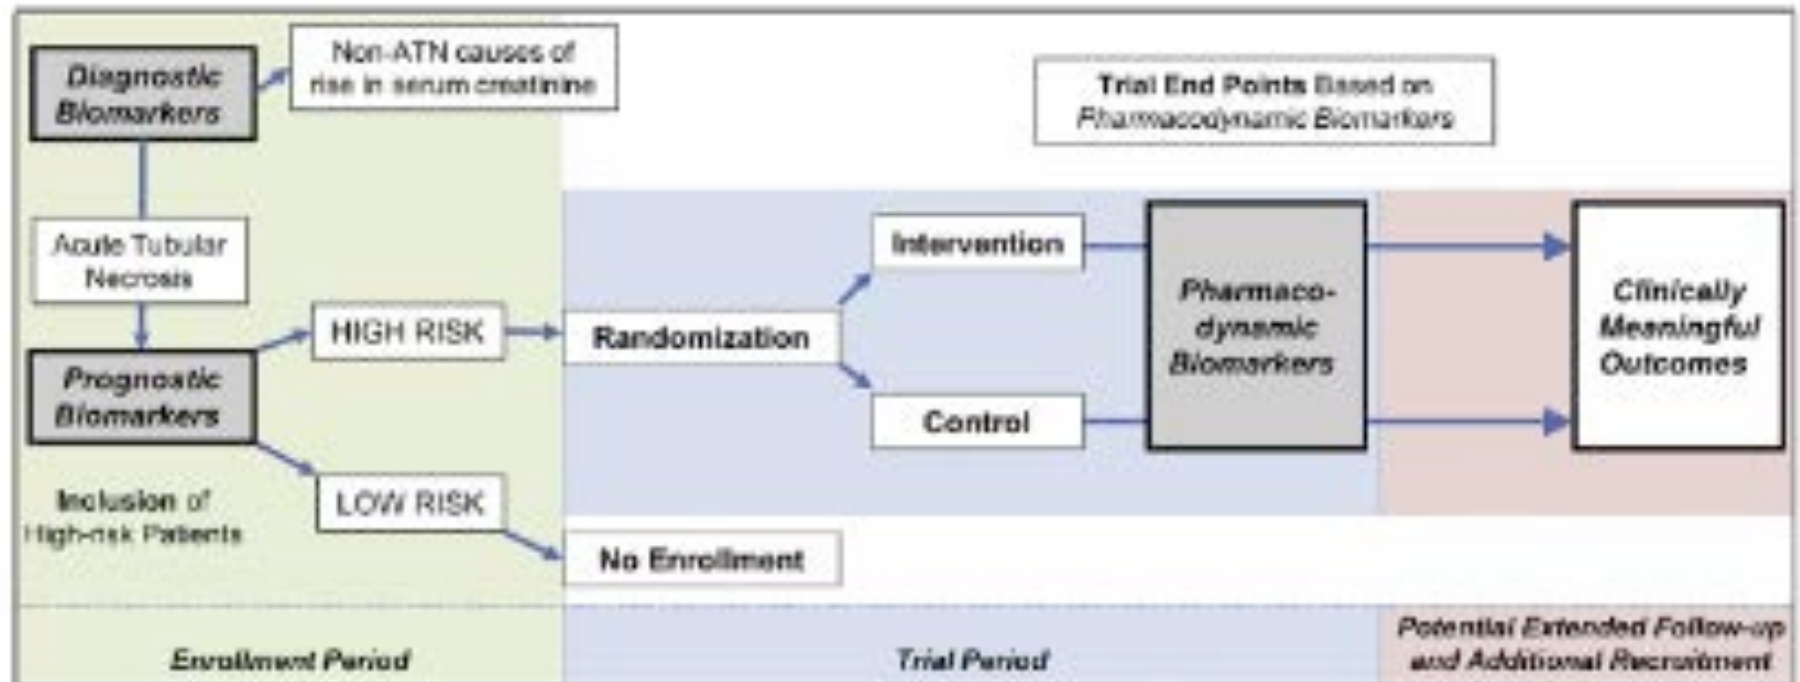 Diagnostic
Biomarkers
Non-ATN causes of
rise in serum creatinine
Trial End Points Based on
Pharmacodynamic Biomarkers
Acute Tubular
Necrosis
HIGH RISK
Prognostic
Biomarkers
LOW RISK
Inclusion of
High-risk Patients
Randomization
No Enrollment
Intervention
Control
Pharmaco-
dynamic
Biomarkers
Clinically
Meaningful
Outcomes
Enrollment Period
Trial Period
Potential Extended Follow-up
and Additional Recruitment